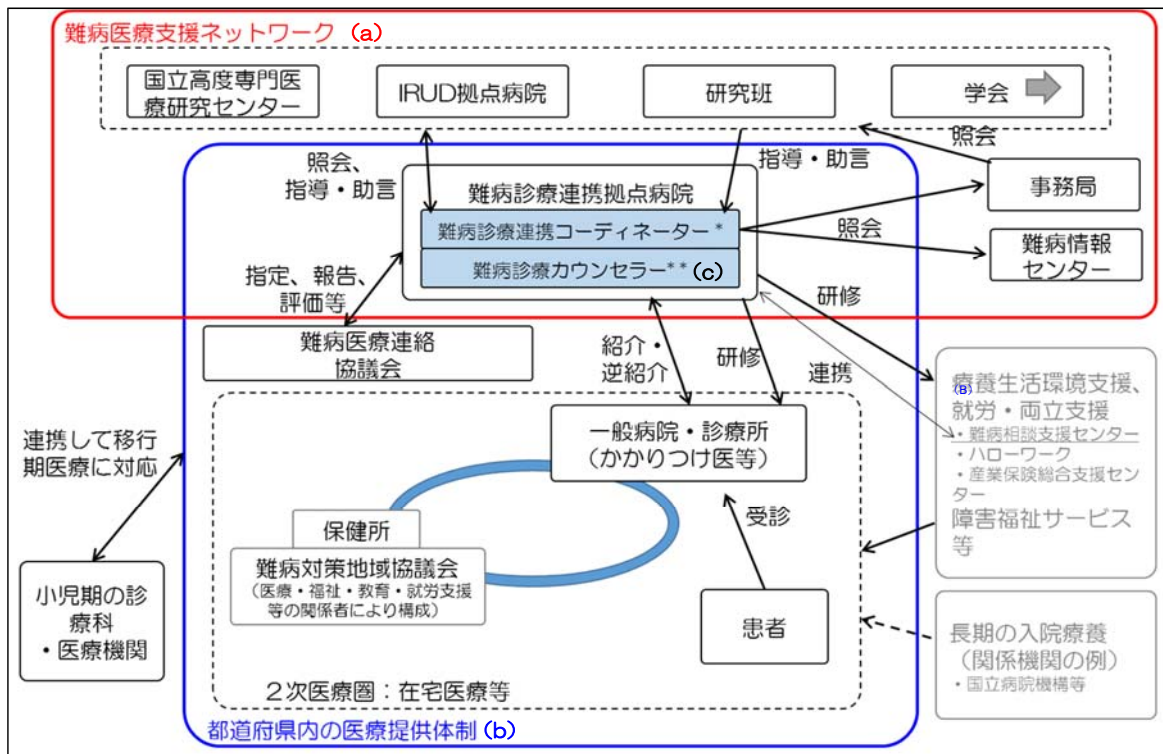 難病医療支援ネットワーク (a)
国立高度専門医
療研究センター
IRUD拠点病院
研究班
学会
照会、
指導・助言
指導・助言
照会
難病診療連携拠点病院
難病診療連携コーディネーター*
難病診療カウンセラー** (c)
事務局
照会
難病情報
センター
指定、報告、
評価等
研修
難病医療連絡
協議会
紹介・
逆紹介
研修
連携
連携して移行
期医療に対応
一般病院・診療所
(かかりつけ医等)
療養生活環境支援、
(B)
就労・両立支援
・難病相談支援センター
・ハローワーク
・産業保険総合支援セン
ター
障害福祉サービス
等
保健所
難病対策地域協議会
(医療・福祉・教育・就労支援
等の関係者により構成)
受診
小児期の診
療科
・医療機関
患者
長期の入院療養
(関係機関の例)
・国立病院機構等
２次医療圏:在宅医療等
都道府県内の医療提供体制 (b)